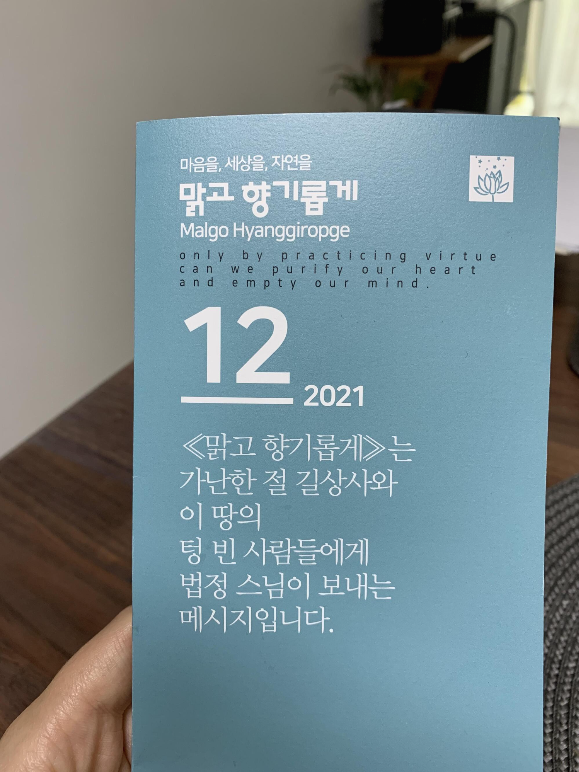 마음을, 세상을, 자연을
맑고 향기롭게
Malgo Hyanggiropge
only by practicing virtue
can we purify our heart
and empty our mind.
12 2021
《맑고 향기롭게》는
가난한 절 길상사와
이 땅의
텅 빈 사람들에게
법정 스님이 보내는
메시지입니다.